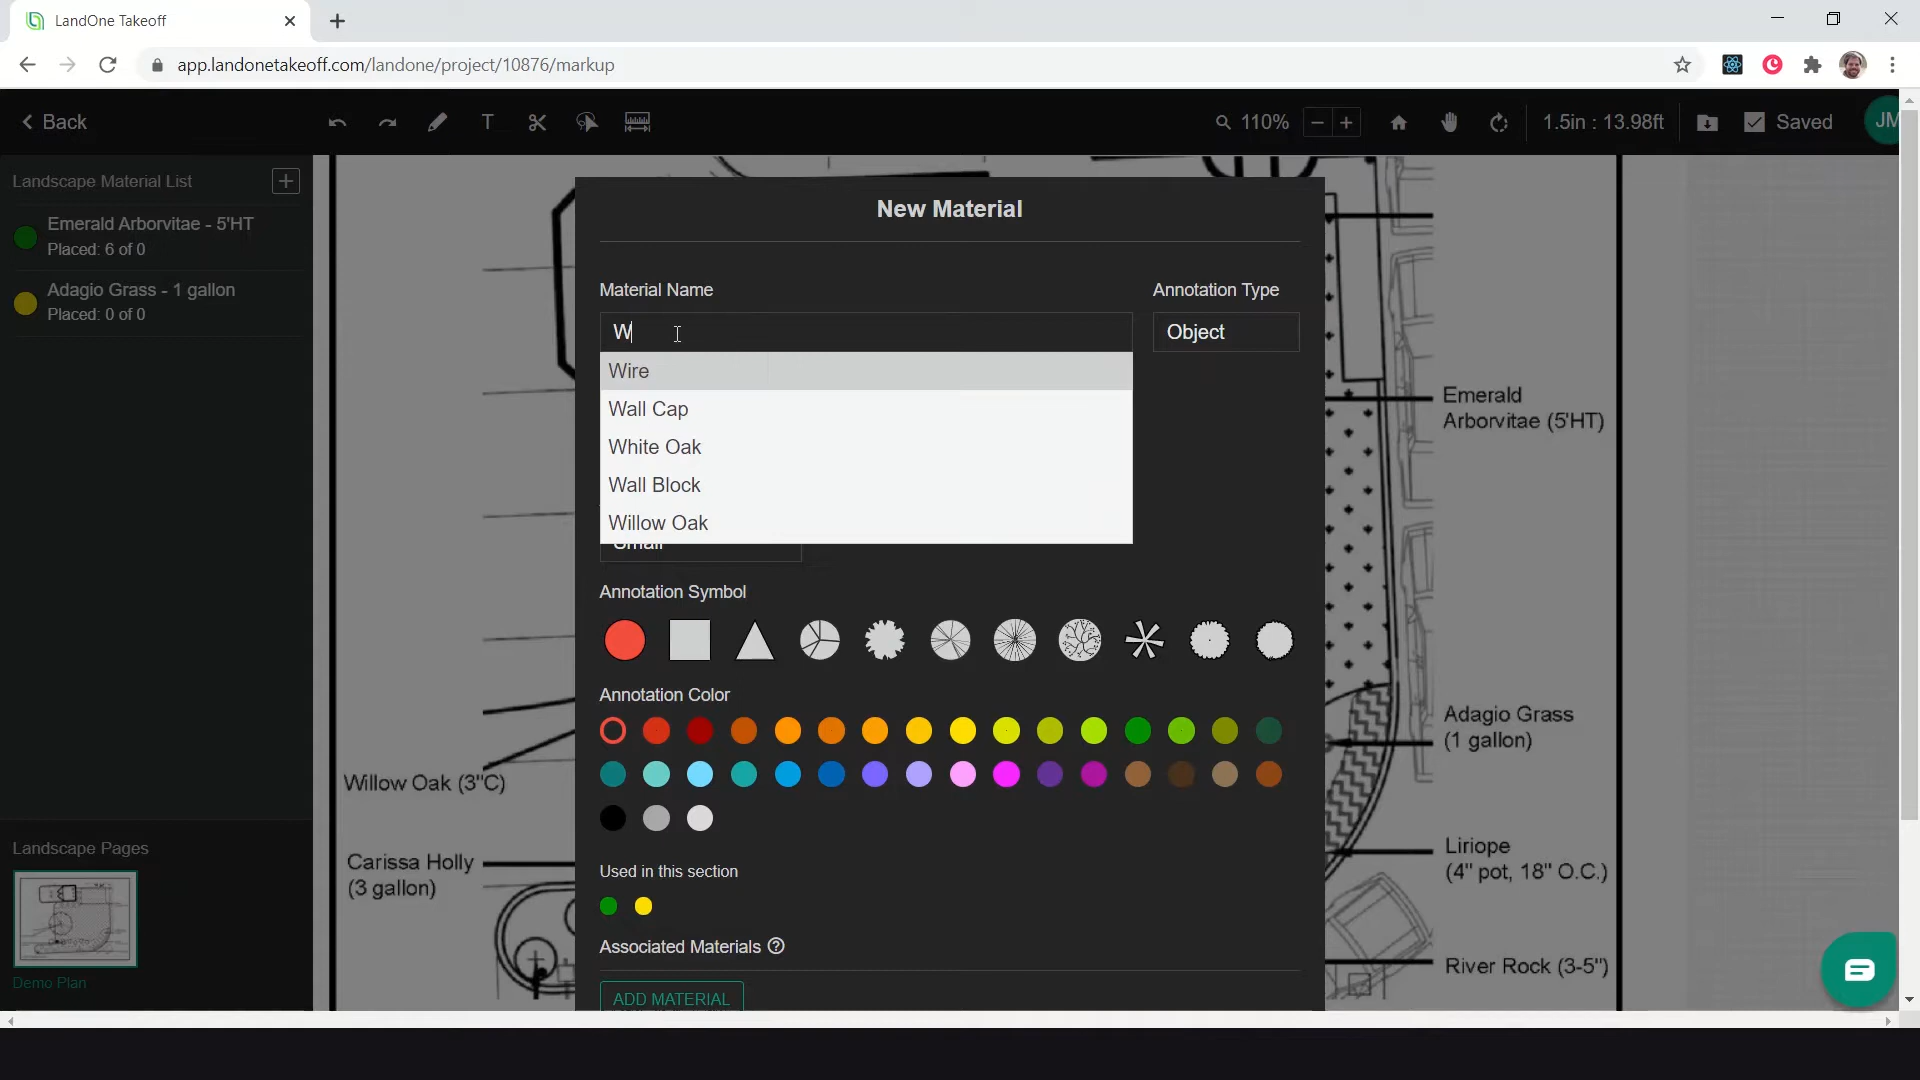 LandOne Takeoff
app.landonetakeoff.com/landone/project/10876/markup
Back
T
110%
1.5in : 13.98ft
Saved
JM
Landscape Material List
Emerald Arborvitae - 5'HT
Placed: 6 of 0
Adagio Grass - 1 gallon
Placed: 0 of 0
New Material
Material Name
Annotation Type
W
Object
Wire
Wall Cap
White Oak
Wall Block
Willow Oak
Small
Annotation Symbol
Annotation Color
Used in this section
Associated Materials
ADD MATERIAL
Emerald
Arborvitae (5'HT)
Adagio Grass
(1 gallon)
Liriope
(4" pot, 18" O.C.)
River Rock (3-5")
Willow Oak (3"C)
Carissa Holly
(3 gallon)
Landscape Pages
Demo Plan